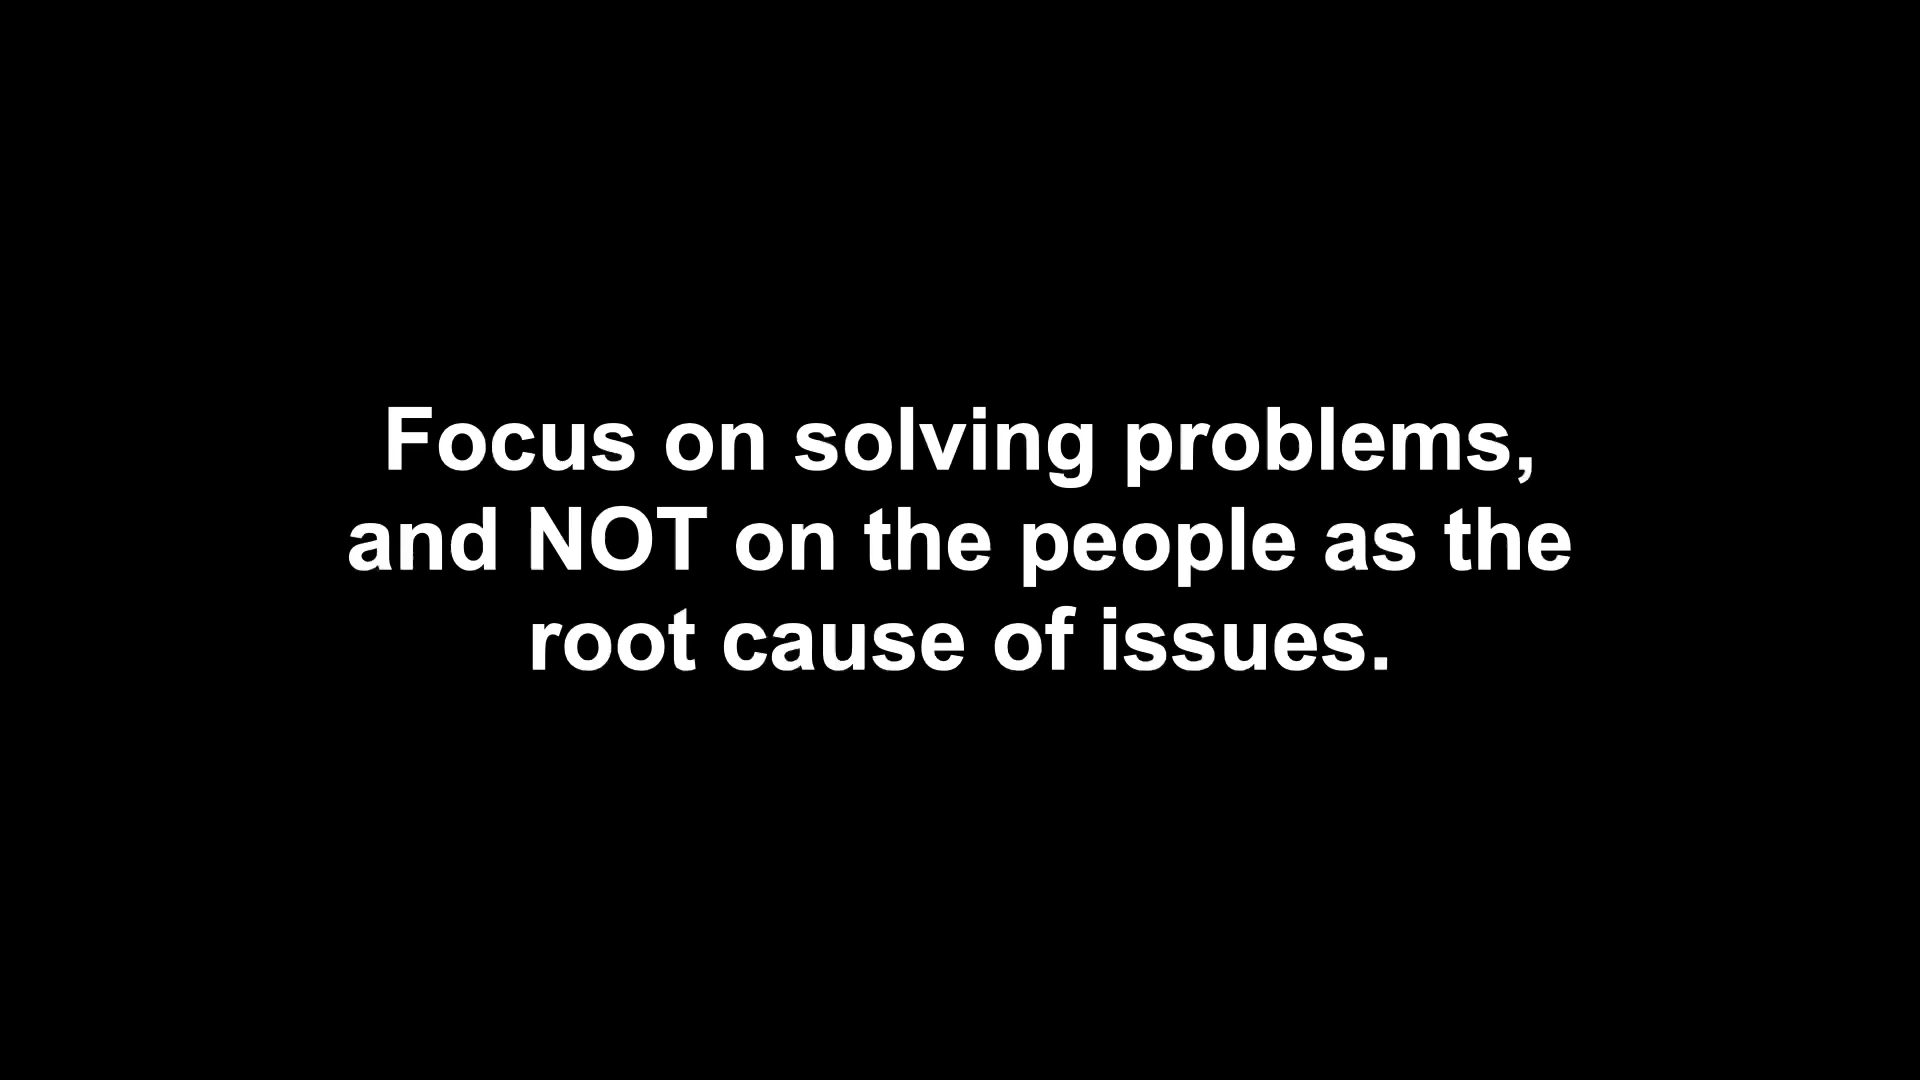 Focus on solving problems,
and NOT on the people as the
root cause of issues.